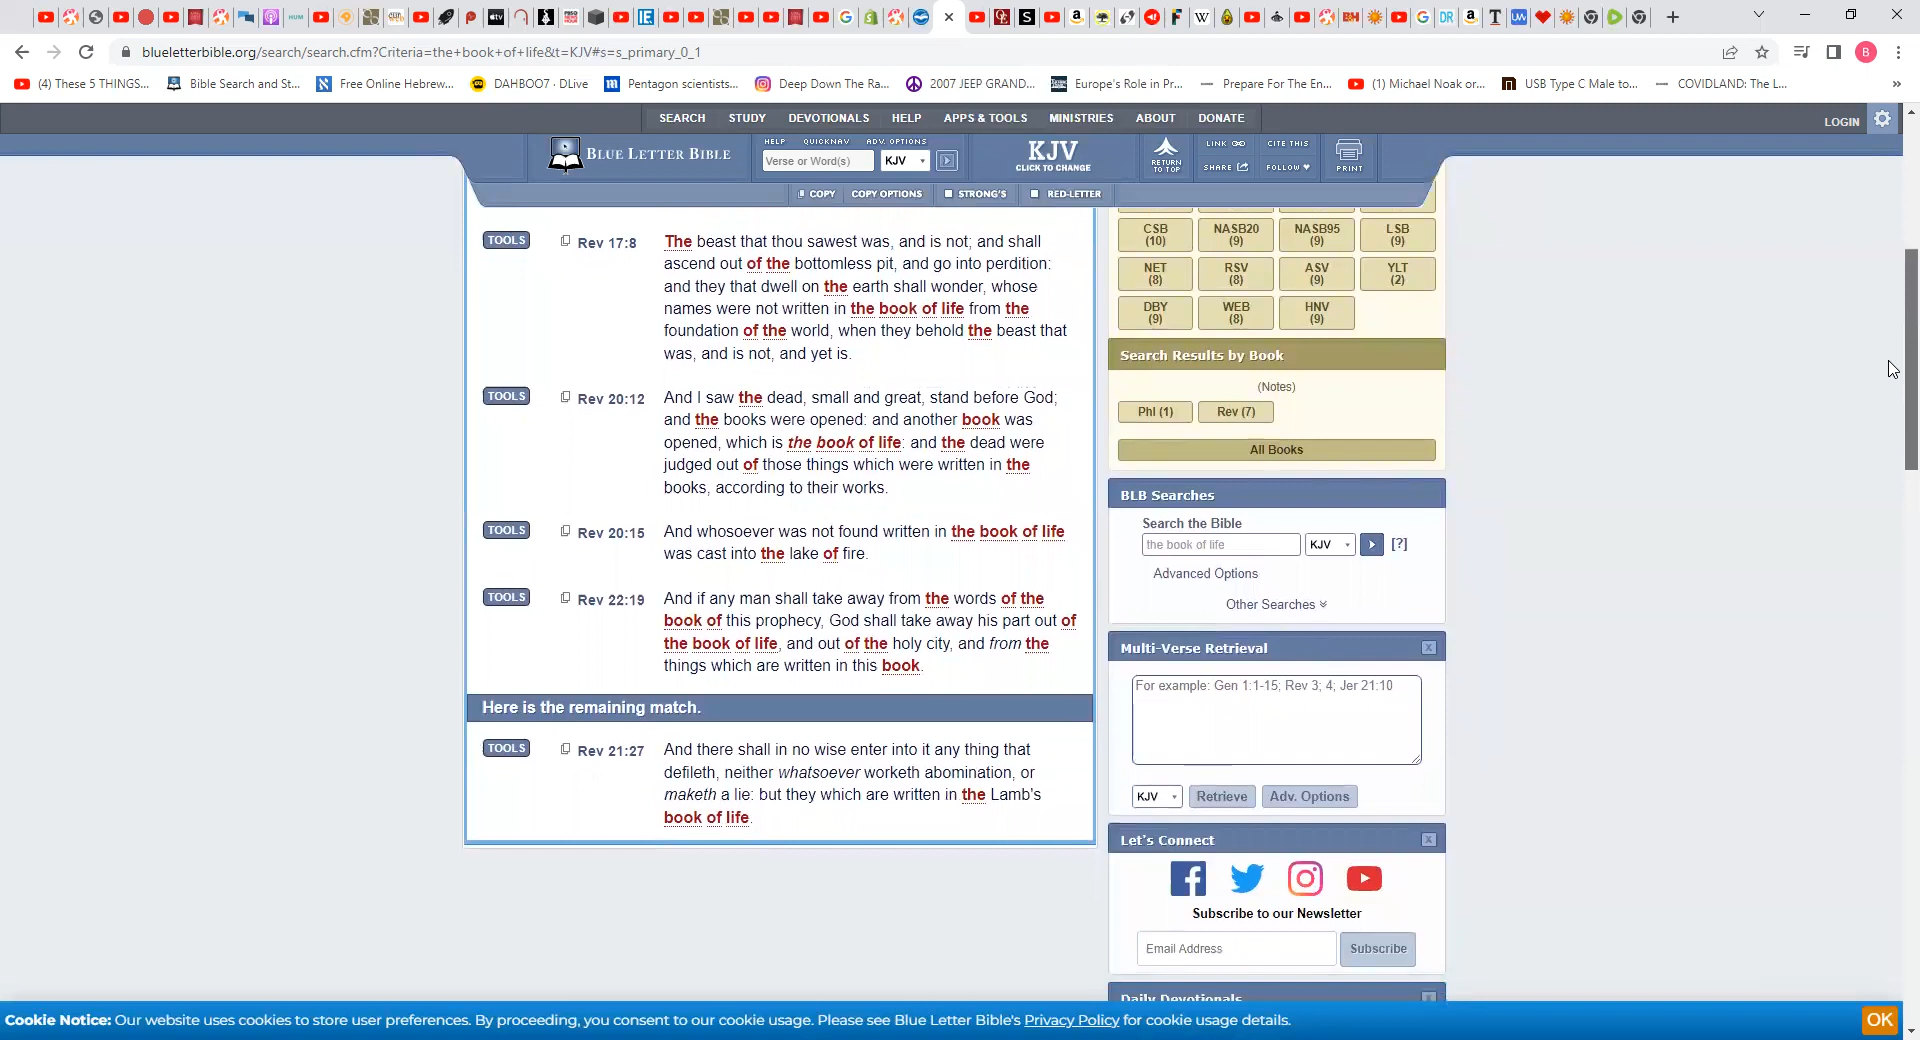 blueletterbible.org/search/search.cfm?Criteria=the+book+of+life&t=KJV#s=s_primary_0_1
B
(4) These 5 THINGS... Bible Search and St... Free Online Hebrew... DAHBOO7 · DLive Pentagon scientists... Deep Down The Ra... 2007 JEEP GRAND... Europe's Role in Pr... Prepare For The En... (1) Michael Noak or... USB Type C Male to... COVIDLAND: The L... »
SEARCH STUDY DEVOTIONALS HELP APPS & TOOLS MINISTRIES ABOUT DONATE
LOGIN
BLUE LETTER BIBLE
HELP QUICKNAV ADV. OPTIONS
Verse or Word(s) KJV
KJV
CLICK TO CHANGE
RETURN
TO TOP
LINK CITE THIS
SHARE FOLLOW
PRINT
COPY COPY OPTIONS STRONG'S RED-LETTER
TOOLS Rev 17:8 The beast that thou sawest was, and is not; and shall
ascend out of the bottomless pit, and go into perdition:
and they that dwell on the earth shall wonder, whose
names were not written in the book of life from the
foundation of the world, when they behold the beast that
was, and is not, and yet is.
TOOLS Rev 20:12 And I saw the dead, small and great, stand before God;
and the books were opened: and another book was
opened, which is the book of life: and the dead were
judged out of those things which were written in the
books, according to their works.
TOOLS Rev 20:15 And whosoever was not found written in the book of life
was cast into the lake of fire.
TOOLS Rev 22:19 And if any man shall take away from the words of the
book of this prophecy, God shall take away his part out of
the book of life, and out of the holy city, and from the
things which are written in this book.
Here is the remaining match.
TOOLS Rev 21:27 And there shall in no wise enter into it any thing that
defileth, neither whatsoever worketh abomination, or
maketh a lie: but they which are written in the Lamb's
book of life.
CSB NASB20 NASB95 LSB
(10) (9) (9) (9)
NET RSV ASV YLT
(8) (8) (9) (2)
DBY WEB HNV
(9) (8) (9)
Search Results by Book
(Notes)
Phl (1) Rev (7)
All Books
BLB Searches
Search the Bible
the book of life KJV [?]
Advanced Options
Other Searches
Multi-Verse Retrieval X
For example: Gen 1:1-15; Rev 3; 4; Jer 21:10
KJV Retrieve Adv. Options
Let's Connect X
Subscribe to our Newsletter
Email Address Subscribe
Daily Devotionals
Cookie Notice: Our website uses cookies to store user preferences. By proceeding, you consent to our cookie usage. Please see Blue Letter Bible's Privacy Policy for cookie usage details.
OK